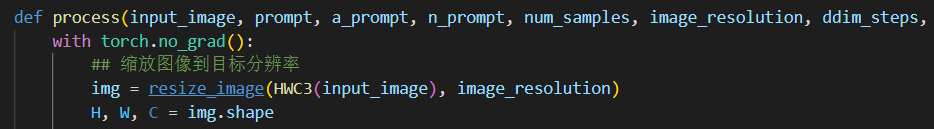 def process(input_image, prompt, a_prompt, n_prompt, num_samples, image_resolution, ddim_steps,
with torch.no_grad():
## 缩放图像到目标分辨率
img = resize_image(HWC3(input_image), image_resolution)
H, W, C = img.shape